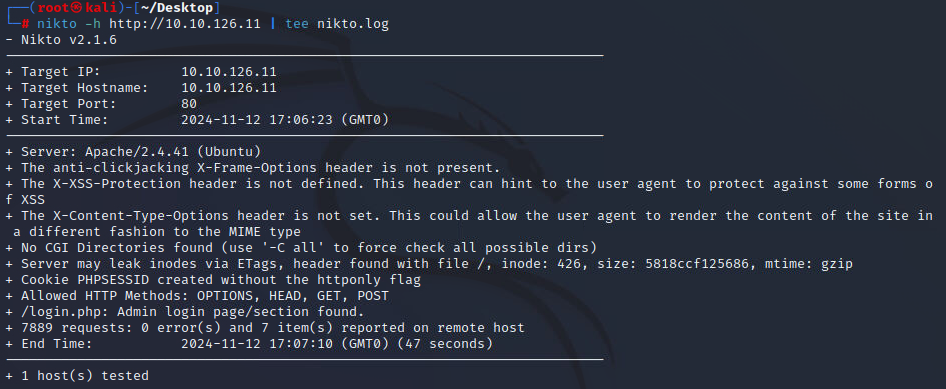 ┌──(root㉿kali)-[~/Desktop]
└─# nikto -h http://10.10.126.11 | tee nikto.log
- Nikto v2.1.6
---------------------------------------------------------------------------
+ Target IP:          10.10.126.11
+ Target Hostname:    10.10.126.11
+ Target Port:        80
+ Start Time:         2024-11-12 17:06:23 (GMT0)
---------------------------------------------------------------------------
+ Server: Apache/2.4.41 (Ubuntu)
+ The anti-clickjacking X-Frame-Options header is not present.
+ The X-XSS-Protection header is not defined. This header can hint to the user agent to protect against some forms o
f XSS
+ The X-Content-Type-Options header is not set. This could allow the user agent to render the content of the site in
 a different fashion to the MIME type
+ No CGI Directories found (use '-C all' to force check all possible dirs)
+ Server may leak inodes via ETags, header found with file /, inode: 426, size: 5818ccf125686, mtime: gzip
+ Cookie PHPSESSID created without the httponly flag
+ Allowed HTTP Methods: OPTIONS, HEAD, GET, POST
+ /login.php: Admin login page/section found.
+ 7889 requests: 0 error(s) and 7 item(s) reported on remote host
+ End Time:           2024-11-12 17:07:10 (GMT0) (47 seconds)
---------------------------------------------------------------------------
+ 1 host(s) tested